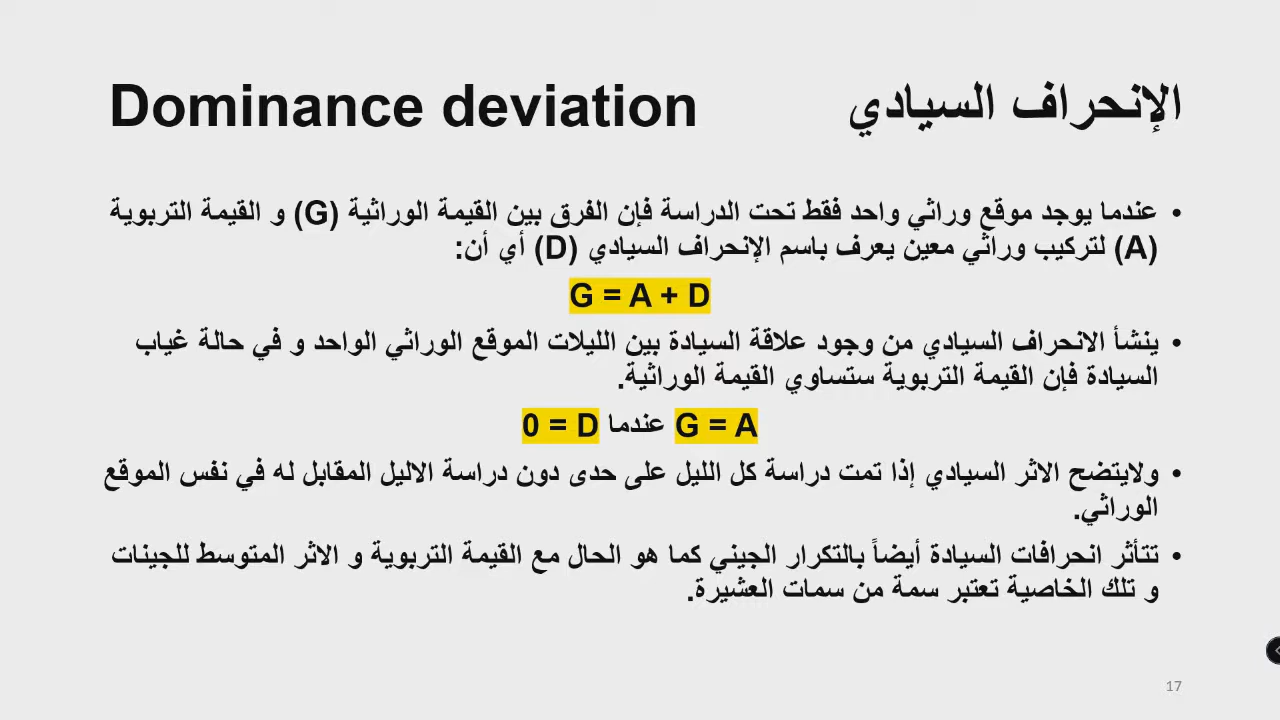 الإنحراف السيادي Dominance deviation
• عندما يوجد موقع وراثي واحد فقط تحت الدراسة فإن الفرق بين القيمة الوراثية (G) و القيمة التربوية
(A) لتركيب وراثي معين يعرف باسم الإنحراف السيادي (D) أي أن:
G = A + D
• ينشأ الانحراف السيادي من وجود علاقة السيادة بين الليلات الموقع الوراثي الواحد و في حالة غياب
السيادة فإن القيمة التربوية ستساوي القيمة الوراثية.
G = A عندما 0 = D
• ولايتضح الاثر السيادي إذا تمت دراسة كل الليل على حدى دون دراسة الاليل المقابل له في نفس الموقع
الوراثي.
• تتأثر انحرافات السيادة أيضاً بالتكرار الجيني كما هو الحال مع القيمة التربوية و الاثر المتوسط للجينات
و تلك الخاصية تعتبر سمة من سمات العشيرة.
17